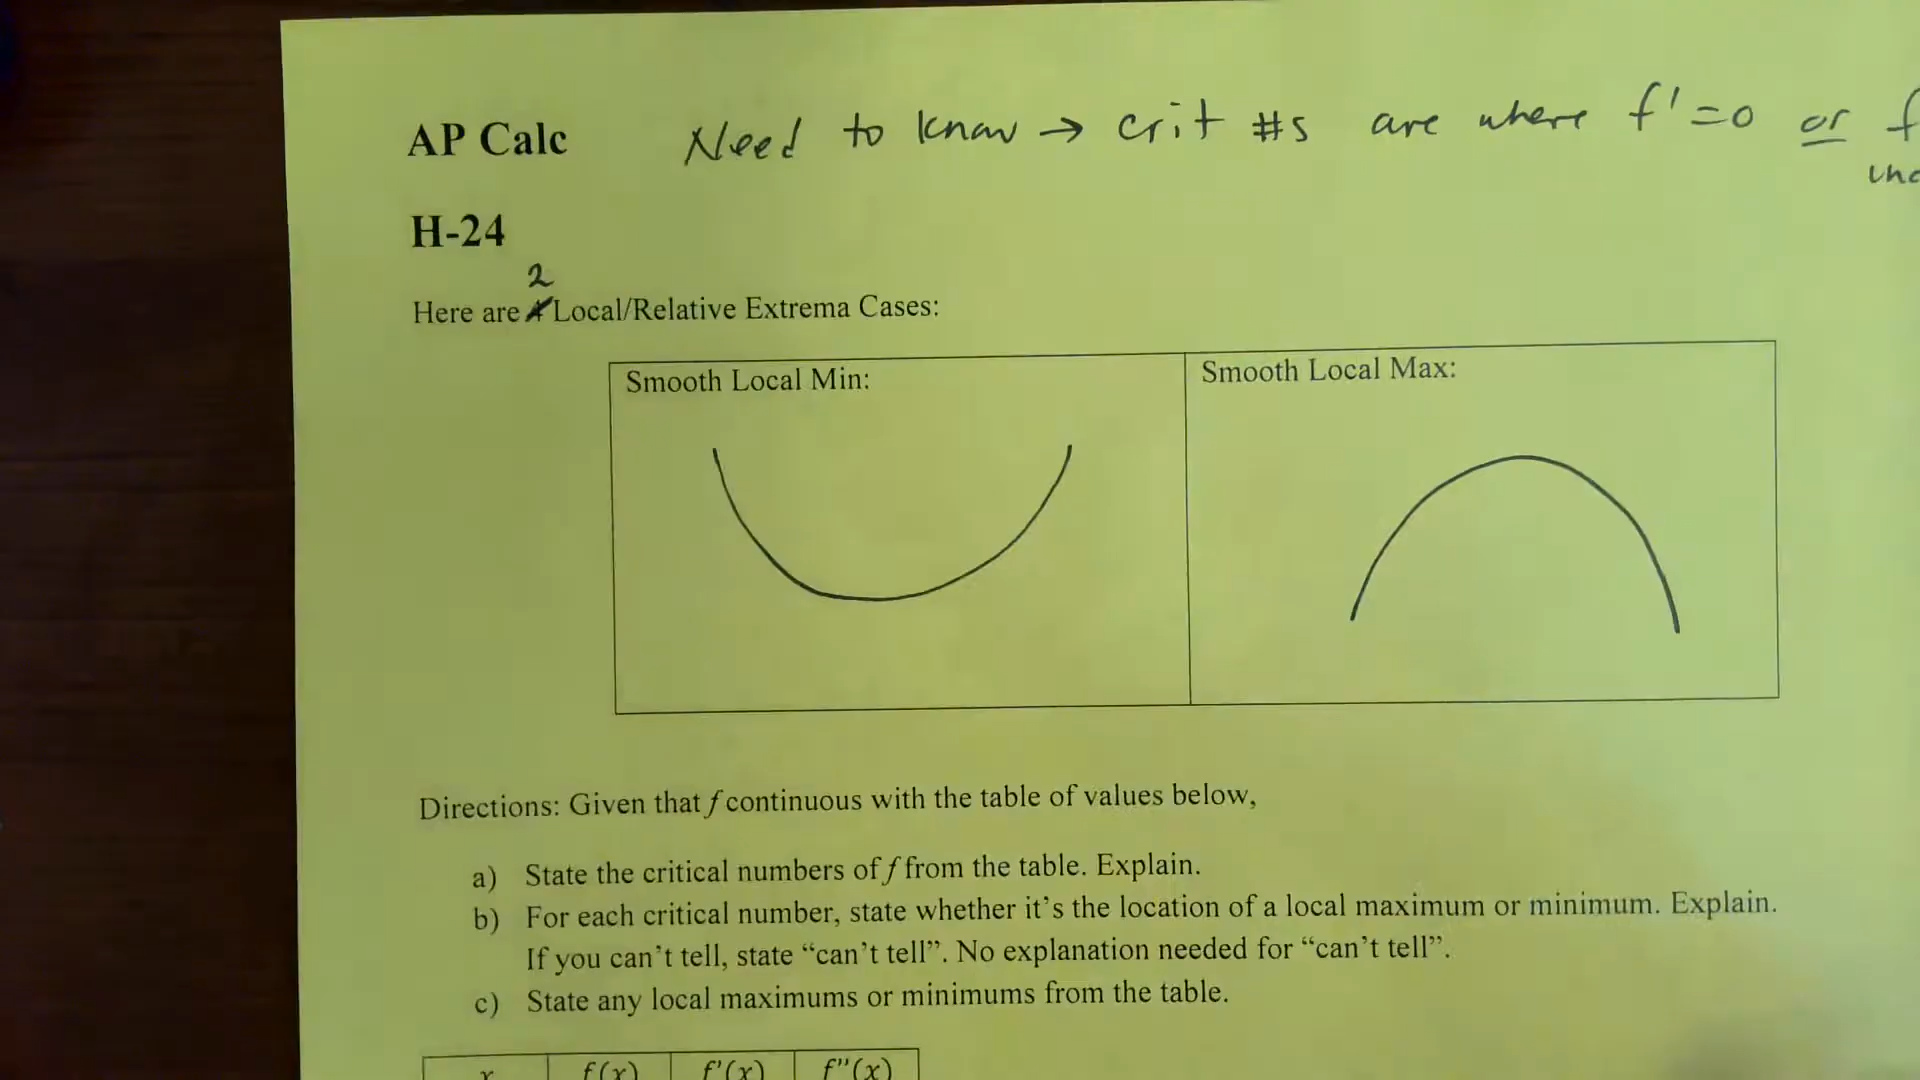 AP Calc Need to know → crit #s are where f'=0 or
H-24
2
Here are Local/Relative Extrema Cases:
Smooth Local Min: Smooth Local Max:
Directions: Given that f continuous with the table of values below,
a) State the critical numbers of f from the table. Explain.
b) For each critical number, state whether it's the location of a local maximum or minimum. Explain.
If you can't tell, state “can't tell”. No explanation needed for “can't tell”.
c) State any local maximums or minimums from the table.
x f(x) f'(x) f''(x)